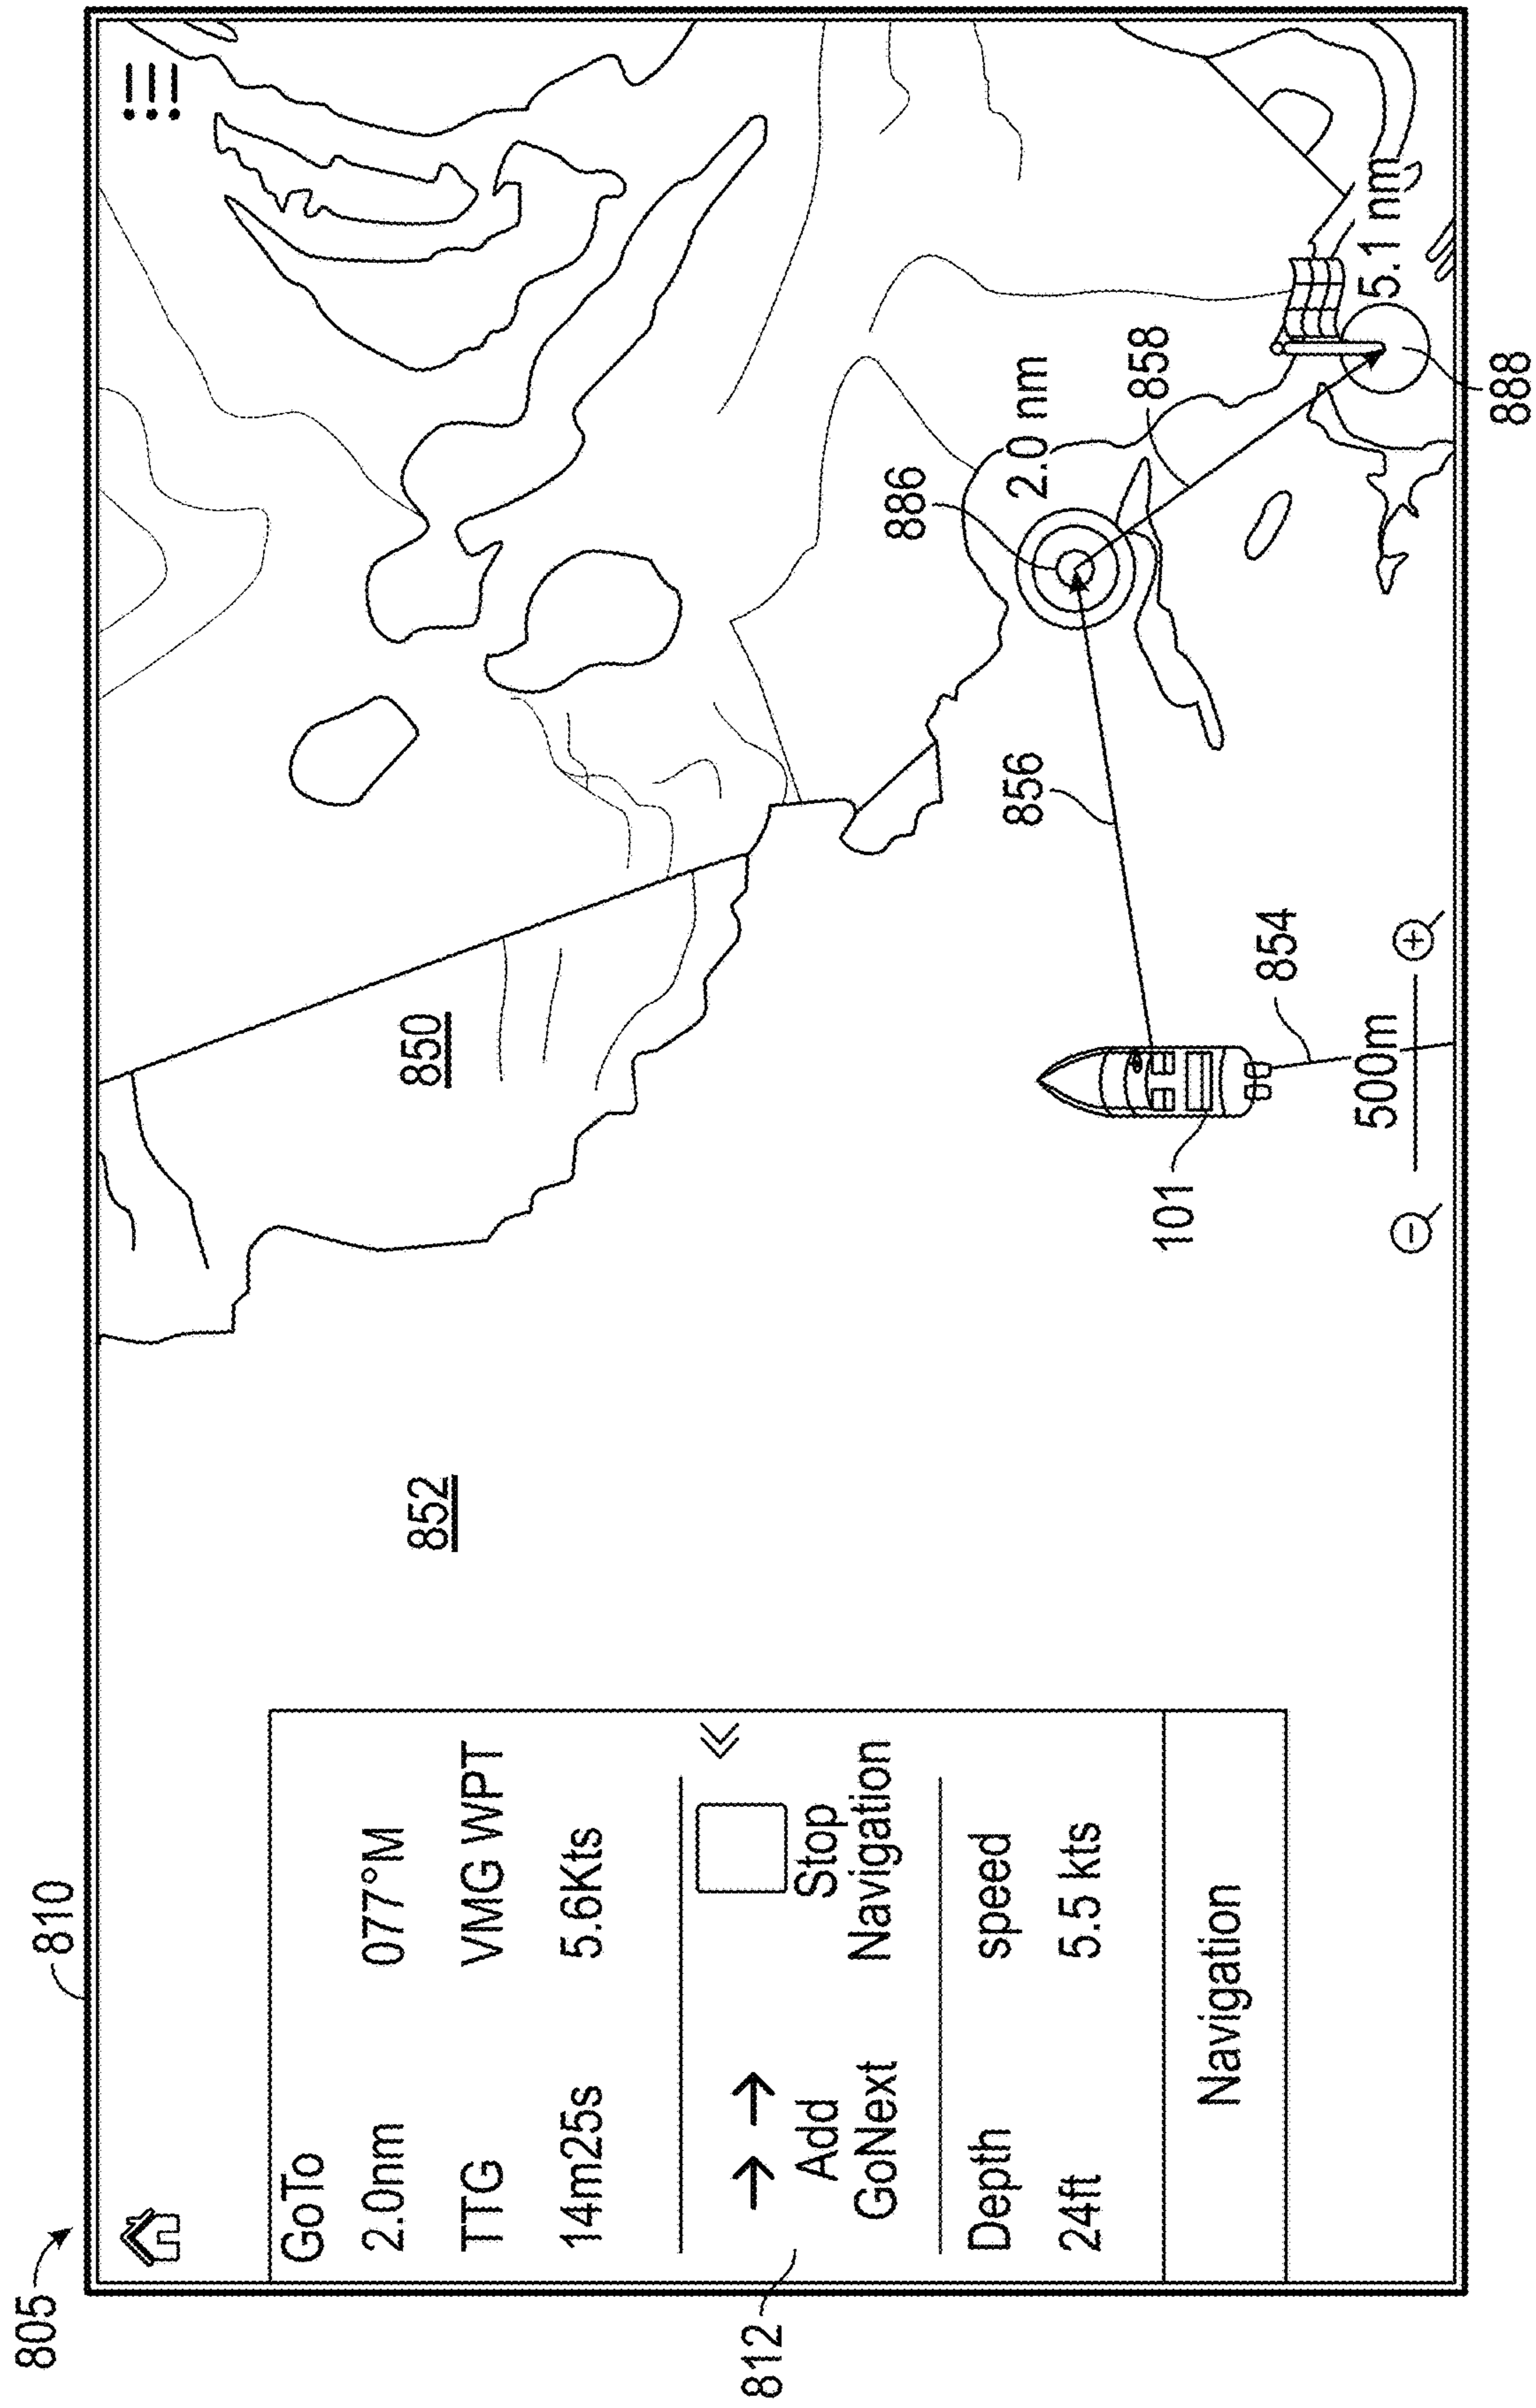 805
810
GoTo
2.0nm 077°M
TTG VMG WPT
14m25s 5.6Kts
Add
GoNext
Stop
Navigation
Depth speed
24ft 5.5 kts
Navigation
812
852
850
886
2.0 nm
856
858
101
854
5.1 nm
500m
888